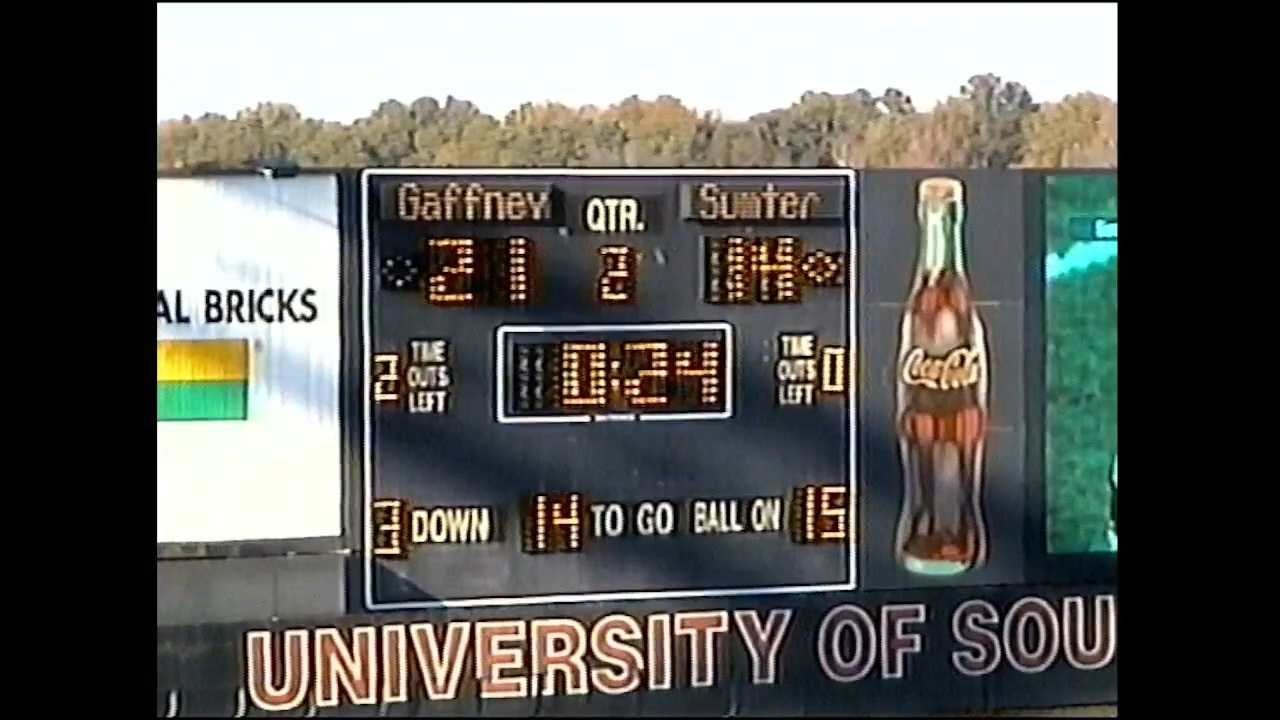 Gaffney QTR. Sumter
21 2 14
AL BRICKS
0:24
2 TIME OUTS LEFT
TIME OUTS LEFT 0
Coca-Cola
3 DOWN 14 TO GO BALL ON 15
UNIVERSITY OF SOU